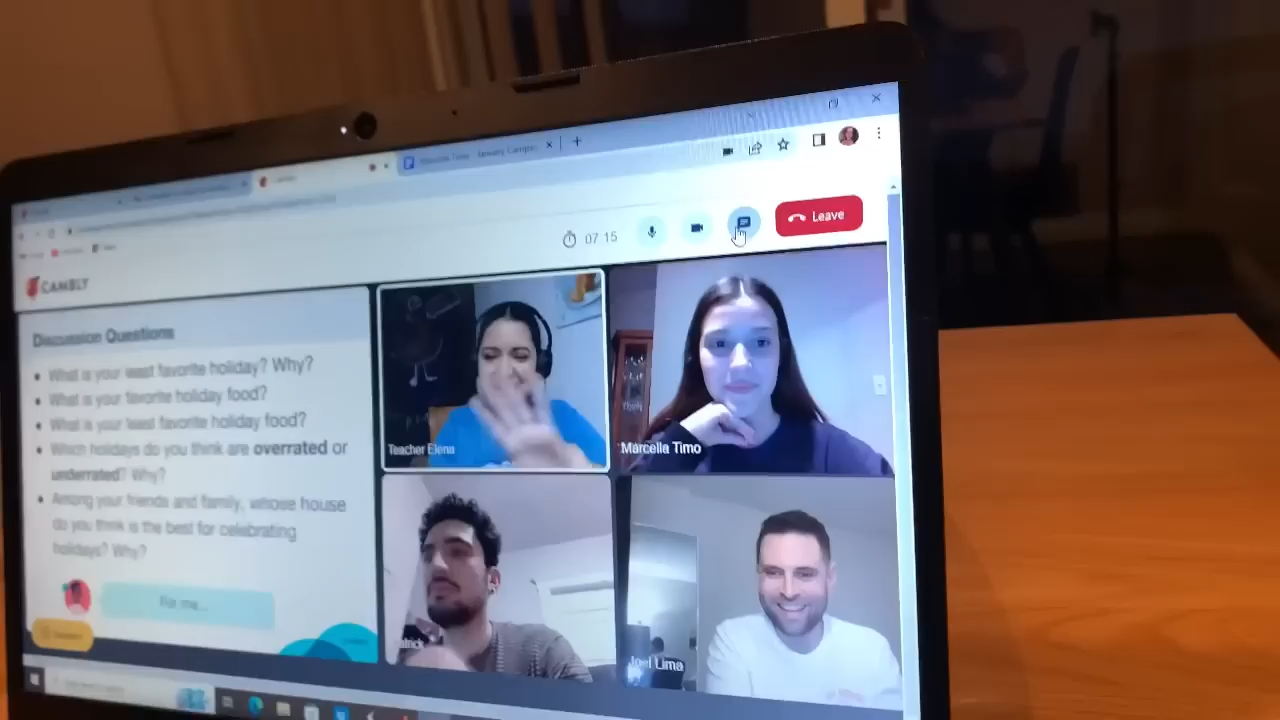 07 15
Leave
CAMBLY
Discussion Questions
What is your least favorite holiday? Why?
What is your favorite holiday food?
What is your least favorite holiday food?
Which holidays do you think are overrated or
underrated? Why?
Among your friends and family, whose house
do you think is the best for celebrating
holidays? Why?
For me...
Teacher Elena
Marcella Timo
atrick
Joel Lima